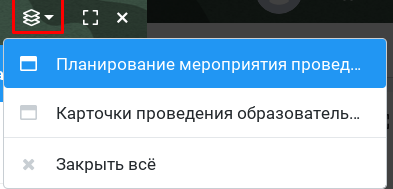 Планирование мероприятия провед...
Карточки проведения образователь...
Закрыть всё